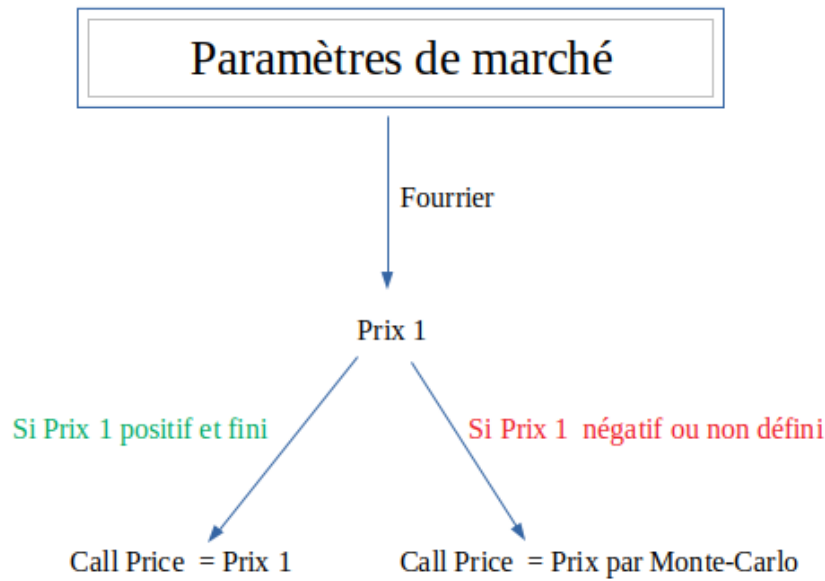 Paramètres de marché
Fourrier
Prix 1
Si Prix 1 positif et fini
Si Prix 1 négatif ou non défini
Call Price = Prix 1
Call Price = Prix par Monte-Carlo